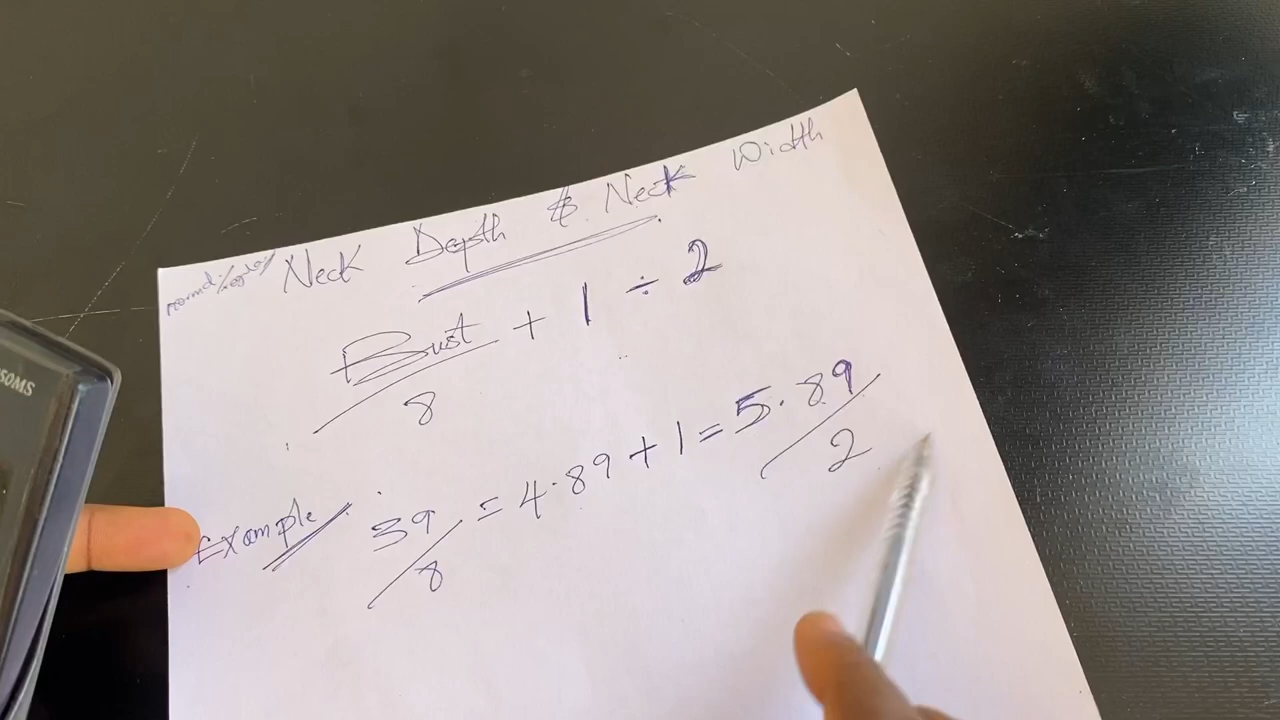 Neck Depth & Neck Width
Bust + 1 ÷ 2
8
Example 39 = 4.89 + 1 = 5.89
8 2